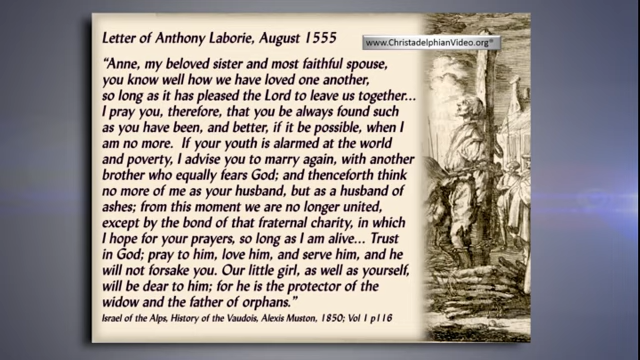 Letter of Anthony Laborie, August 1555
www.ChristadelphianVideo.org
"Anne, my beloved sister and most faithful spouse,
you know well how we have loved one another,
so long as it has pleased the Lord to leave us together...
I pray you, therefore, that you be always found such
as you have been, and better, if it be possible, when I
am no more. If your youth is alarmed at the world
and poverty, I advise you to marry again, with another
brother who equally fears God; and thenceforth think
no more of me as your husband, but as a husband of
ashes; from this moment we are no longer united,
except by the bond of that fraternal charity, in which
I hope for your prayers, so long as I am alive... Trust
in God; pray to him, love him, and serve him, and he
will not forsake you. Our little girl, as well as yourself,
will be dear to him; for he is the protector of the
widow and the father of orphans."
Israel of the Alps, History of the Vaudois, Alexis Muston, 1850; Vol 1 p116